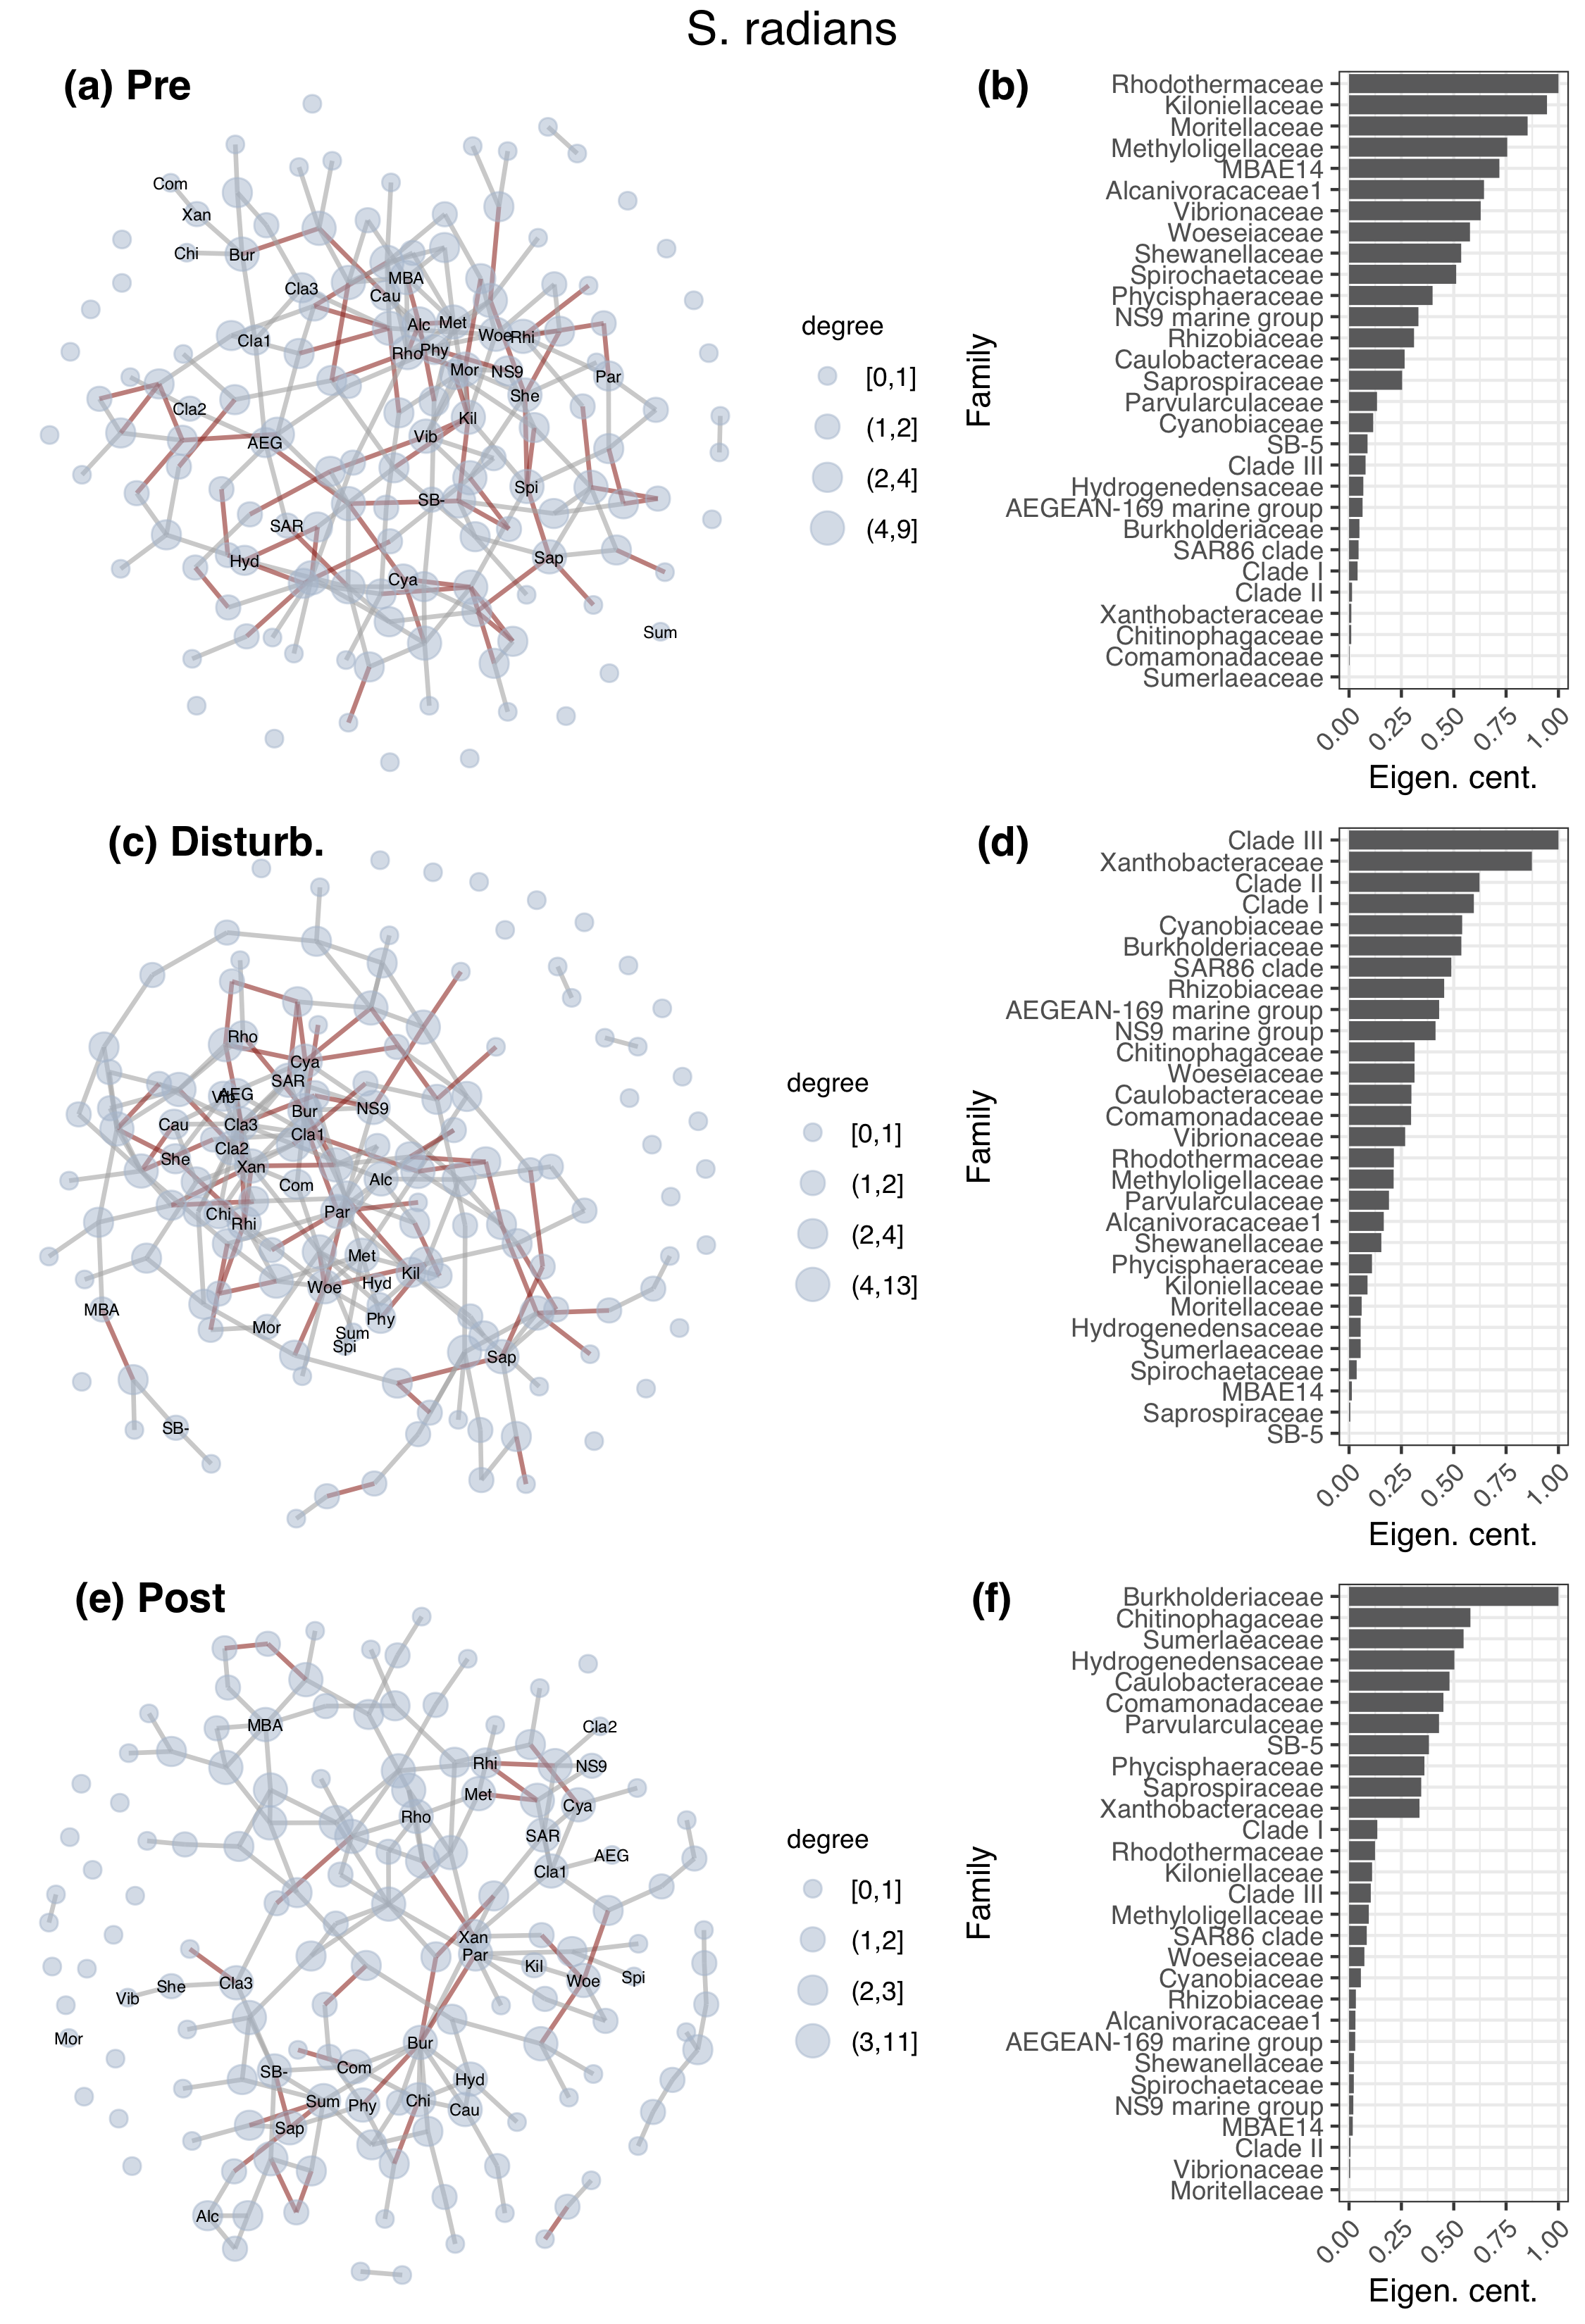 S. radians
(a) Pre
Com
Xan
Chi
Bur
Cla3
MBA
Cau
Alc
Met
Woe
Rhi
Cla1
Rho
Phy
Mor
NS9
Par
She
Cla2
Kil
AEG
Vib
Spi
SB-
SAR
Sap
Hyd
Cya
Sum
degree
[0,1]
(1,2]
(2,4]
(4,9]
(b)
Family
Rhodothermaceae
Kiloniellaceae
Moritellaceae
Methyloligellaceae
MBAE14
Alcanivoracaceae1
Vibrionaceae
Woeseiaceae
Shewanellaceae
Spirochaetaceae
Phycisphaeraceae
NS9 marine group
Rhizobiaceae
Caulobacteraceae
Saprospiraceae
Parvularculaceae
Cyanobiaceae
SB-5
Clade III
Hydrogenedensaceae
AEGEAN-169 marine group
Burkholderiaceae
SAR86 clade
Clade I
Clade II
Xanthobacteraceae
Chitinophagaceae
Comamonadaceae
Sumerlaeaceae
0.00 0.25 0.50 0.75 1.00
Eigen. cent.
(c) Disturb.
Rho
Cya
SAR
AEG
Vib
Bur
NS9
Cau
Cla3
Cla1
Cla2
She
Xan
Alc
Com
Par
Chi
Rhi
Met
Kil
Hyd
Woe
MBA
Phy
Mor
Sum
Spi
Sap
SB-
degree
[0,1]
(1,2]
(2,4]
(4,13]
(d)
Family
Clade III
Xanthobacteraceae
Clade II
Clade I
Cyanobiaceae
Burkholderiaceae
SAR86 clade
Rhizobiaceae
AEGEAN-169 marine group
NS9 marine group
Chitinophagaceae
Woeseiaceae
Caulobacteraceae
Comamonadaceae
Vibrionaceae
Rhodothermaceae
Methyloligellaceae
Parvularculaceae
Alcanivoracaceae1
Shewanellaceae
Phycisphaeraceae
Kiloniellaceae
Moritellaceae
Hydrogenedensaceae
Sumerlaeaceae
Spirochaetaceae
MBAE14
Saprospiraceae
SB-5
0.00 0.25 0.50 0.75 1.00
Eigen. cent.
(e) Post
MBA
Cla2
Rhi
NS9
Met
Cya
Rho
SAR
AEG
Cla1
Xan
Par
Kil
Woe
Spi
Cla3
She
Vib
Mor
Bur
Com
SB-
Hyd
Sum
Phy
Chi
Cau
Sap
Alc
degree
[0,1]
(1,2]
(2,3]
(3,11]
(f)
Family
Burkholderiaceae
Chitinophagaceae
Sumerlaeaceae
Hydrogenedensaceae
Caulobacteraceae
Comamonadaceae
Parvularculaceae
SB-5
Phycisphaeraceae
Saprospiraceae
Xanthobacteraceae
Clade I
Rhodothermaceae
Kiloniellaceae
Clade III
Methyloligellaceae
SAR86 clade
Woeseiaceae
Cyanobiaceae
Rhizobiaceae
Alcanivoracaceae1
AEGEAN-169 marine group
Shewanellaceae
Spirochaetaceae
NS9 marine group
MBAE14
Clade II
Vibrionaceae
Moritellaceae
0.00 0.25 0.50 0.75 1.00
Eigen. cent.